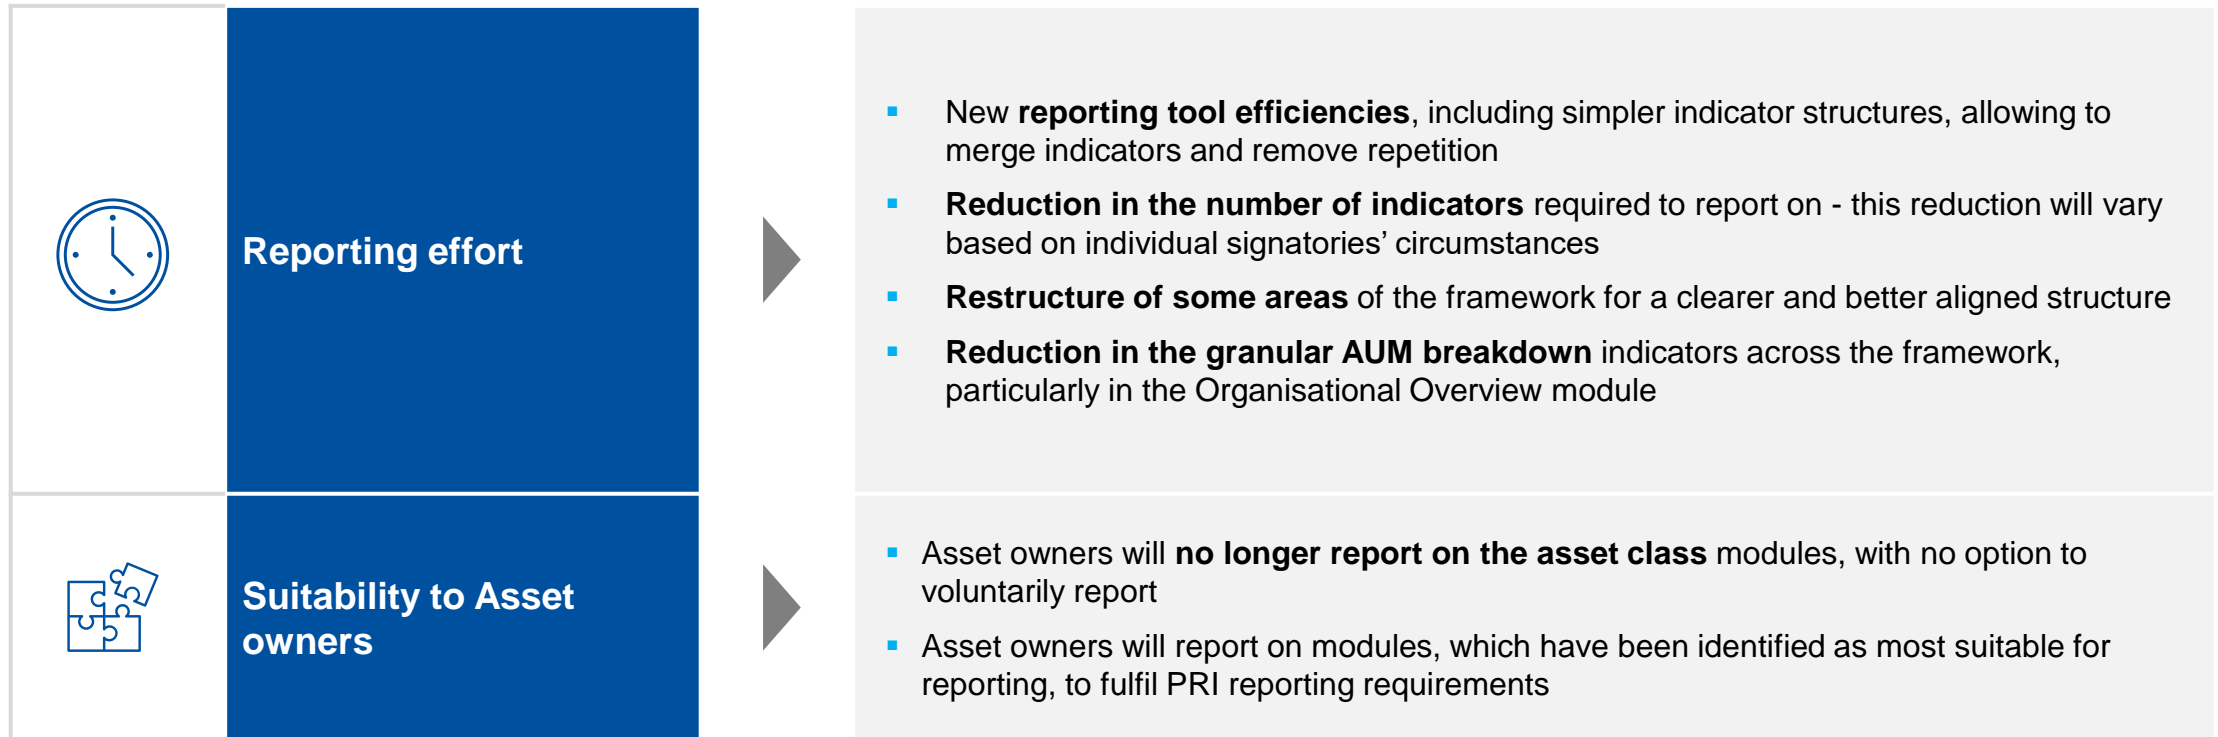 Reporting effort
New reporting tool efficiencies, including simpler indicator structures, allowing to
merge indicators and remove repetition
Reduction in the number of indicators required to report on - this reduction will vary
based on individual signatories’ circumstances
Restructure of some areas of the framework for a clearer and better aligned structure
Reduction in the granular AUM breakdown indicators across the framework,
particularly in the Organisational Overview module
Suitability to Asset
owners
Asset owners will no longer report on the asset class modules, with no option to
voluntarily report
Asset owners will report on modules, which have been identified as most suitable for
reporting, to fulfil PRI reporting requirements